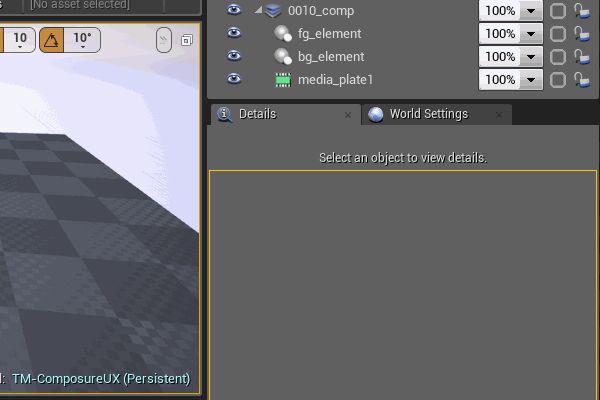 [No asset selected]
10
10°
0010_comp
100%
fg_element
100%
bg_element
100%
media_plate1
100%
Details
World Settings
Select an object to view details.
TM-ComposureUX (Persistent)